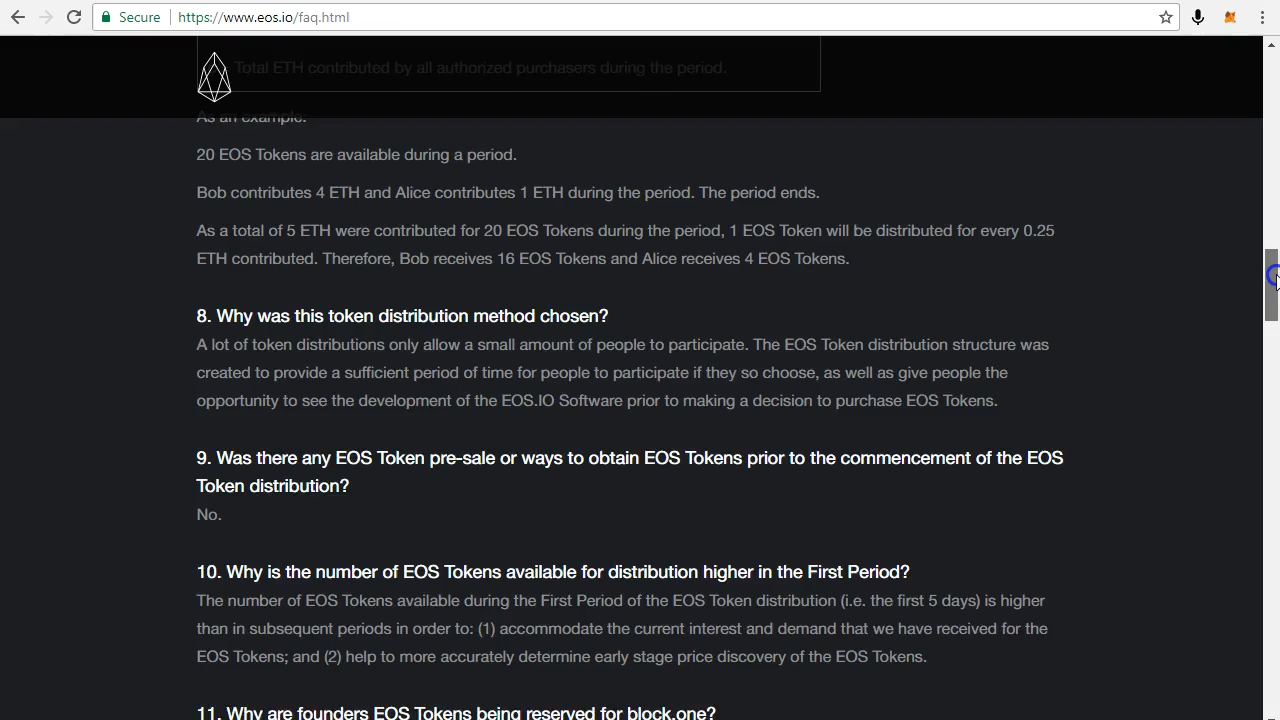 Secure
https://www.eos.io/faq.html
Total ETH contributed by all authorized purchasers during the period.
As an example.
20 EOS Tokens are available during a period.
Bob contributes 4 ETH and Alice contributes 1 ETH during the period. The period ends.
As a total of 5 ETH were contributed for 20 EOS Tokens during the period, 1 EOS Token will be distributed for every 0.25
ETH contributed. Therefore, Bob receives 16 EOS Tokens and Alice receives 4 EOS Tokens.
8. Why was this token distribution method chosen?
A lot of token distributions only allow a small amount of people to participate. The EOS Token distribution structure was
created to provide a sufficient period of time for people to participate if they so choose, as well as give people the
opportunity to see the development of the EOS.IO Software prior to making a decision to purchase EOS Tokens.
9. Was there any EOS Token pre-sale or ways to obtain EOS Tokens prior to the commencement of the EOS
Token distribution?
No.
10. Why is the number of EOS Tokens available for distribution higher in the First Period?
The number of EOS Tokens available during the First Period of the EOS Token distribution (i.e. the first 5 days) is higher
than in subsequent periods in order to: (1) accommodate the current interest and demand that we have received for the
EOS Tokens; and (2) help to more accurately determine early stage price discovery of the EOS Tokens.
11. Why are founders EOS Tokens being reserved for block.one?